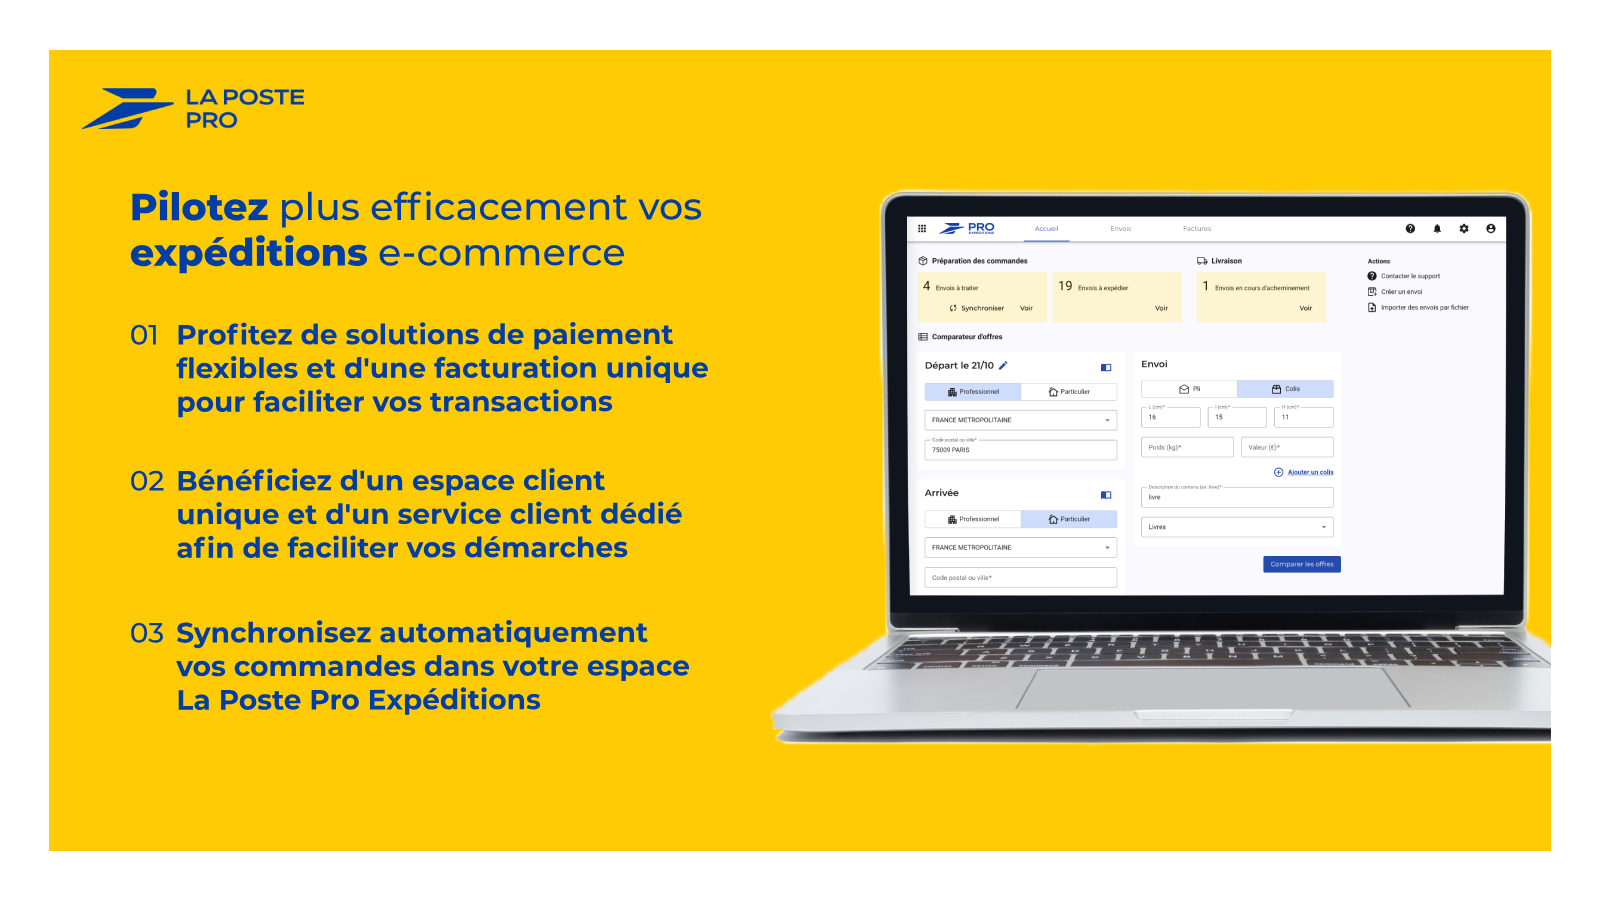 LA POSTE
PRO
Pilotez plus efficacement vos
expéditions e-commerce
01 Profitez de solutions de paiement
flexibles et d'une facturation unique
pour faciliter vos transactions
02 Bénéficiez d'un espace client
unique et d'un service client dédié
afin de faciliter vos démarches
03 Synchronisez automatiquement
vos commandes dans votre espace
La Poste Pro Expéditions
PRO
EXPÉDITIONS
Accueil
Envois
Factures
Préparation des commandes
4 Envois à traiter
Synchroniser Voir
19 Envois à expédier
Voir
Livraison
1 Envois en cours d'acheminement
Voir
Actions
Contacter le support
Créer un envoi
Importer des envois par fichier
Comparateur d'offres
Départ le 21/10
Professionnel Particulier
FRANCE METROPOLITAINE
Code postal ou ville*
75009 PARIS
Arrivée
Professionnel Particulier
FRANCE METROPOLITAINE
Code postal ou ville*
Envoi
Pli Colis
L (cm)* l (cm)* H (cm)*
16 15 11
Poids (kg)* Valeur (€)*
Ajouter un colis
Description du contenu (ex: livre)*
livre
Livres
Comparer les offres
control option command command option